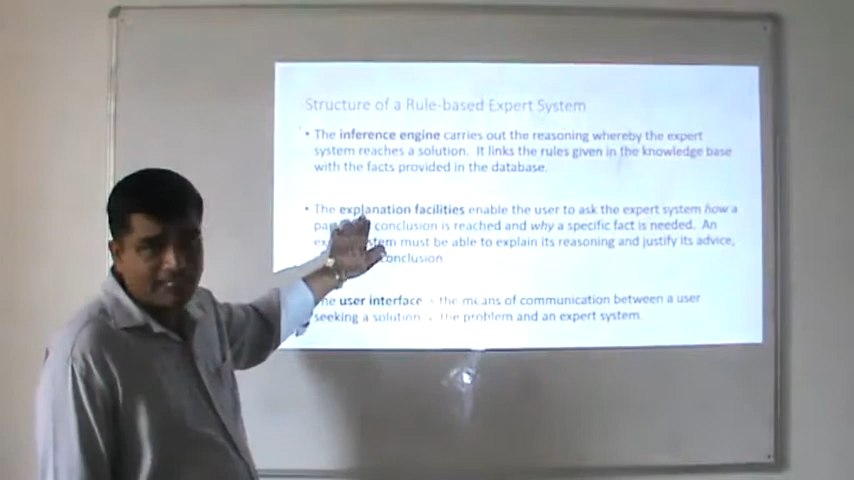 Structure of a Rule-based Expert System
• The inference engine carries out the reasoning whereby the expert
system reaches a solution. It links the rules given in the knowledge base
with the facts provided in the database.
• The explanation facilities enable the user to ask the expert system how a
conclusion is reached and why a specific fact is needed. An
must be able to explain its reasoning and justify its advice,
conclusion.
user interface the means of communication between a user
seeking a solution the problem and an expert system.